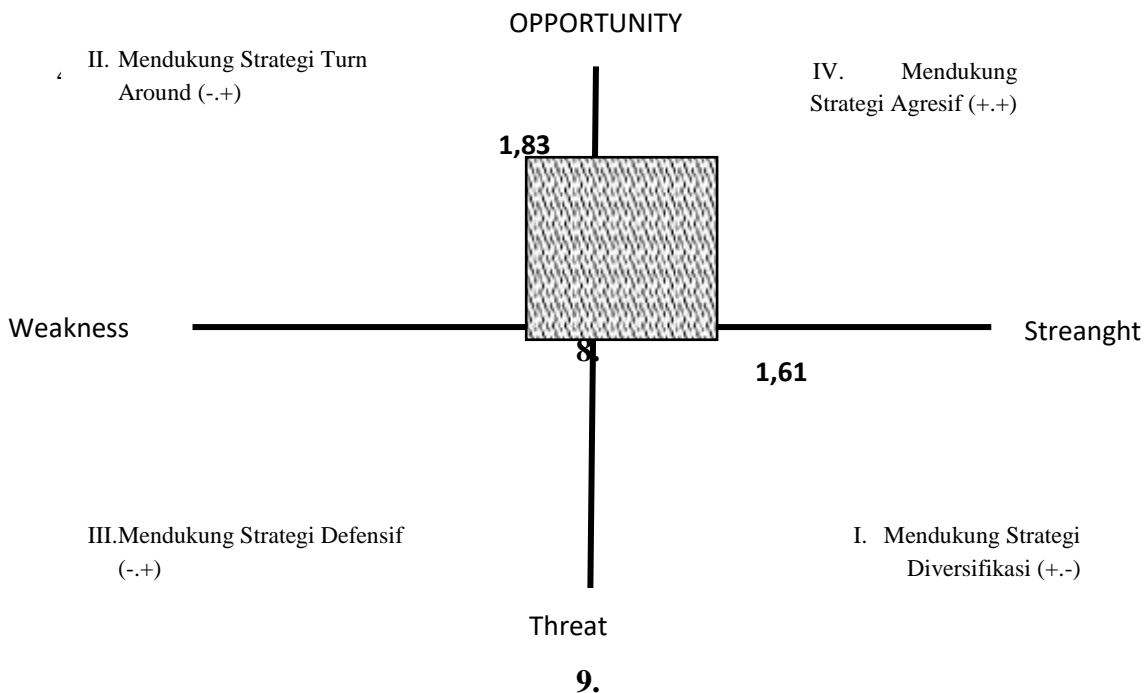 OPPORTUNITY
II. Mendukung Strategi Turn
Around (-.+)
IV. Mendukung
Strategi Agresif (+.+)
1,83
Weakness
Streanght
8.
1,61
III.Mendukung Strategi Defensif
(-.+)
I. Mendukung Strategi
Diversifikasi (+.-)
Threat
9.